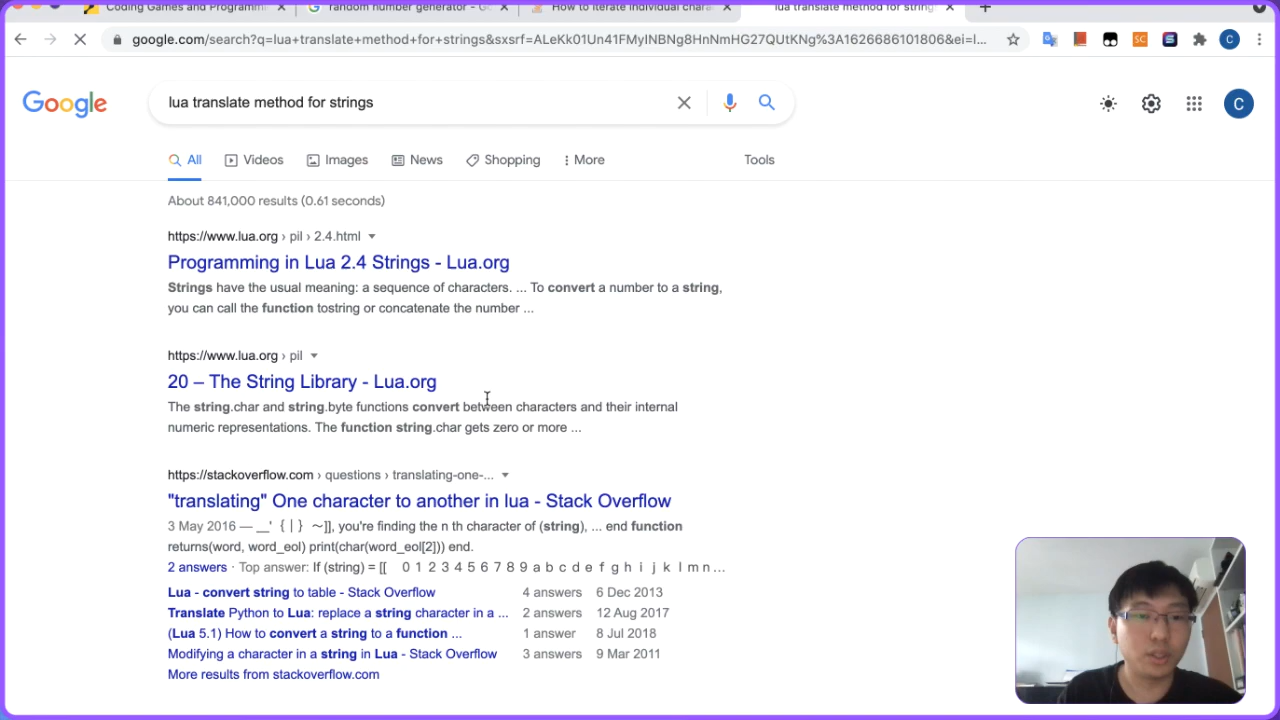 Coding Games and Programmi
random number generator - Go
How to iterate individual chara
lua translate method for string
google.com/search?q=lua+translate+method+for+strings&sxsrf=ALeKk01Un41FMyINBNg8HnNmHG27QUtKNg%3A1626686101806&ei=l...
Google
lua translate method for strings
C
All
Videos
Images
News
Shopping
More
Tools
About 841,000 results (0.61 seconds)
https://www.lua.org › pil › 2.4.html
Programming in Lua 2.4 Strings - Lua.org
Strings have the usual meaning: a sequence of characters. ... To convert a number to a string,
you can call the function tostring or concatenate the number ...
https://www.lua.org › pil
20 – The String Library - Lua.org
The string.char and string.byte functions convert between characters and their internal
numeric representations. The function string.char gets zero or more ...
https://stackoverflow.com › questions › translating-one-...
"translating" One character to another in lua - Stack Overflow
3 May 2016 — __' ｛｜｝ ～]], you're finding the n th character of (string), ... end function
returns(word, word_eol) print(char(word_eol[2])) end.
2 answers · Top answer: If (string) = [[　0 1 2 3 4 5 6 7 8 9 a b c d e f g h i j k l m n ...
Lua - convert string to table - Stack Overflow 4 answers 6 Dec 2013
Translate Python to Lua: replace a string character in a ... 2 answers 12 Aug 2017
(Lua 5.1) How to convert a string to a function ... 1 answer 8 Jul 2018
Modifying a character in a string in Lua - Stack Overflow 3 answers 9 Mar 2011
More results from stackoverflow.com